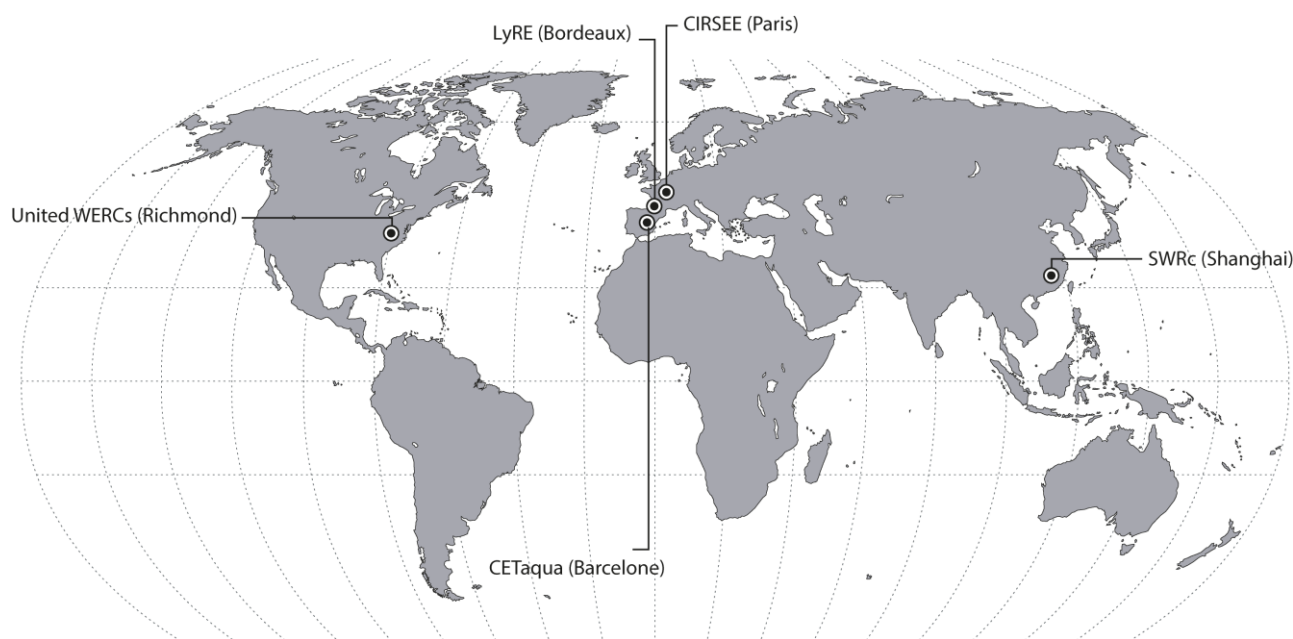 CIRSEE (Paris)
LyRE (Bordeaux)
United WERCs (Richmond)
SWRc (Shanghai)
CETaqua (Barcelone)